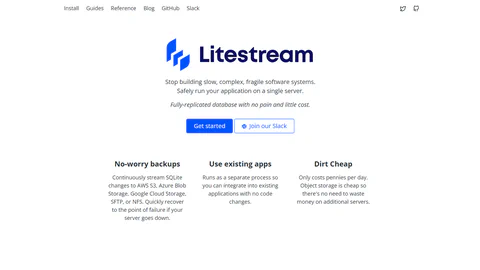 Install Guides Reference Blog GitHub Slack
Litestream
Stop building slow, complex, fragile software systems.
Safely run your application on a single server.
Fully-replicated database with no pain and little cost.
Get started
Join our Slack
No-worry backups
Continuously stream SQLite
changes to AWS S3, Azure Blob
Storage, Google Cloud Storage,
SFTP, or NFS. Quickly recover
to the point of failure if your
server goes down.
Use existing apps
Runs as a separate process so
you can integrate into existing
applications with no code
changes.
Dirt Cheap
Only costs pennies per day.
Object storage is cheap so
there's no need to waste
money on additional servers.